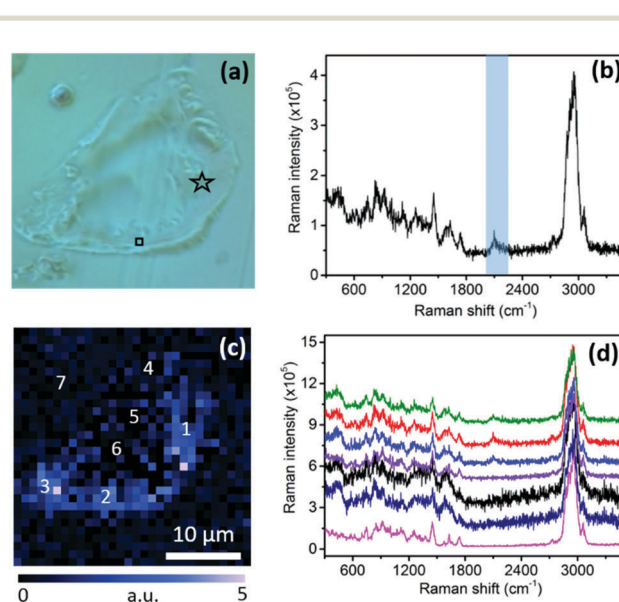 (a)
(b)
Raman intensity (x10⁵)
4
3
2
1
0
600 1200 1800 2400 3000
Raman shift (cm⁻¹)
(c)
4
7
5
1
6
3
2
10 μm
0 a.u. 5
(d)
Raman intensity (x10⁵)
15
12
9
6
3
0
600 1200 1800 2400 3000
Raman shift (cm⁻¹)